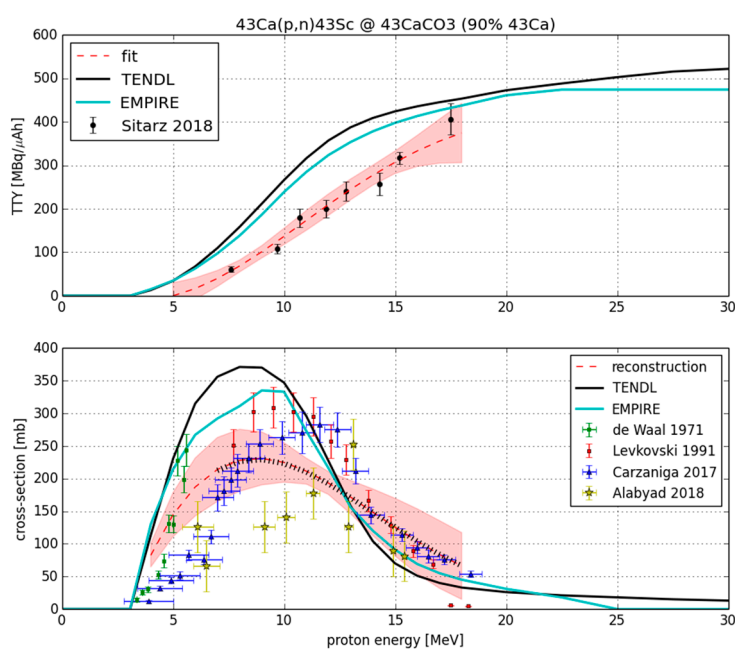 43Ca(p,n)43Sc @ 43CaCO3 (90% 43Ca)
600
500
400
300
200
100
0
TTY [MBq/μAh]
fit
TENDL
EMPIRE
Sitarz 2018
0 5 10 15 20 25 30
400
350
300
250
200
150
100
50
0
cross-section [mb]
reconstruction
TENDL
EMPIRE
de Waal 1971
Levkovski 1991
Carzaniga 2017
Alabyad 2018
0 5 10 15 20 25 30
proton energy [MeV]